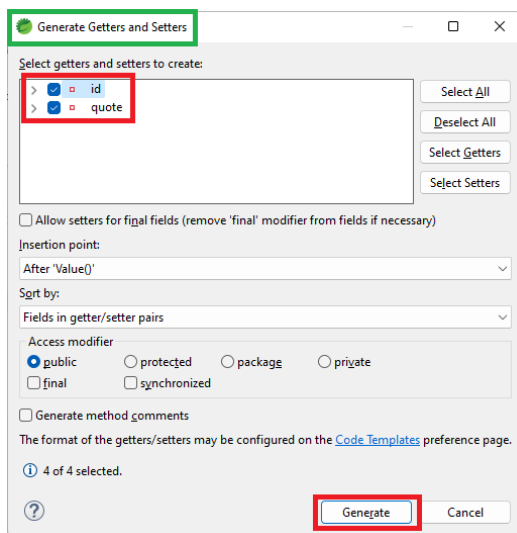 Generate Getters and Setters
Select getters and setters to create:
id
quote
Select All
Deselect All
Select Getters
Select Setters
Allow setters for final fields (remove 'final' modifier from fields if necessary)
Insertion point:
After 'Value()'
Sort by:
Fields in getter/setter pairs
Access modifier
public protected package private
final synchronized
Generate method comments
The format of the getters/setters may be configured on the Code Templates preference page.
4 of 4 selected.
Generate Cancel